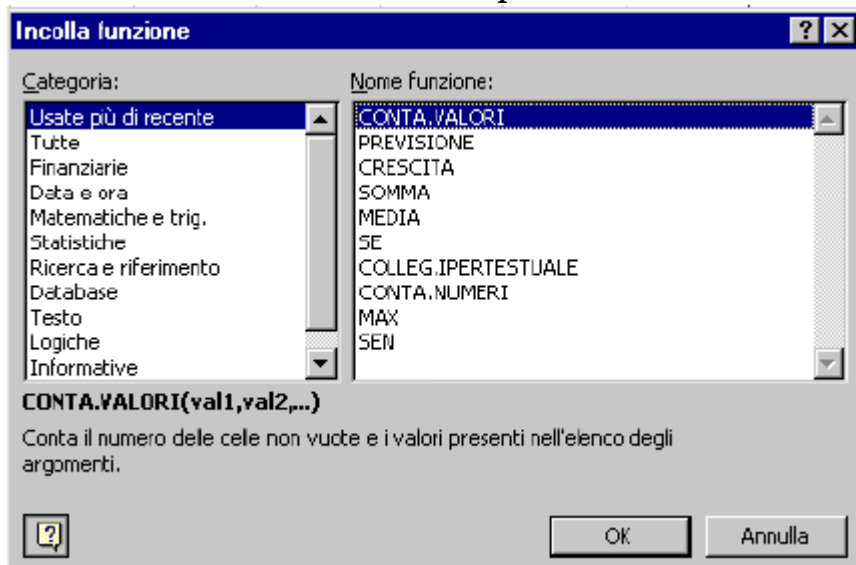 Incolla funzione
Categoria:
Nome funzione:
Usate più di recente
Tutte
Finanziarie
Data e ora
Matematiche e trig.
Statistiche
Ricerca e riferimento
Database
Testo
Logiche
Informative
CONTA.VALORI
PREVISIONE
CRESCITA
SOMMA
MEDIA
SE
COLLEG.IPERTESTUALE
CONTA.NUMERI
MAX
SEN
CONTA.VALORI(val1,val2,...)
Conta il numero delle celle non vuote e i valori presenti nell'elenco degli
argomenti.
OK
Annulla